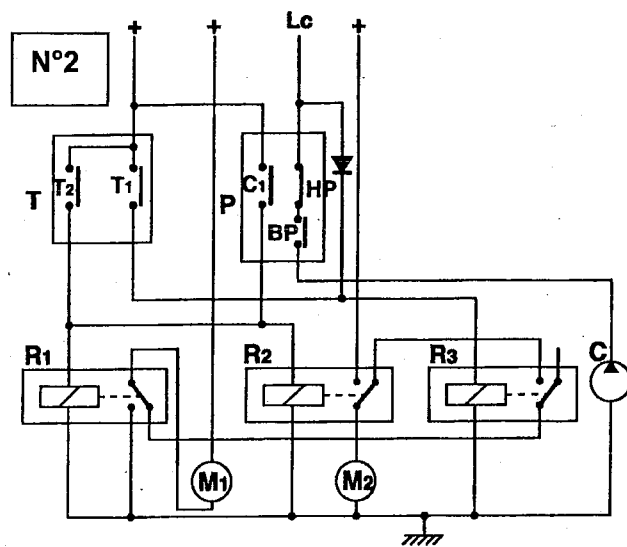 + + Lc +
N°2
T T2 T1 P C1 HP
BP
R1 R2 R3 C
M1 M2